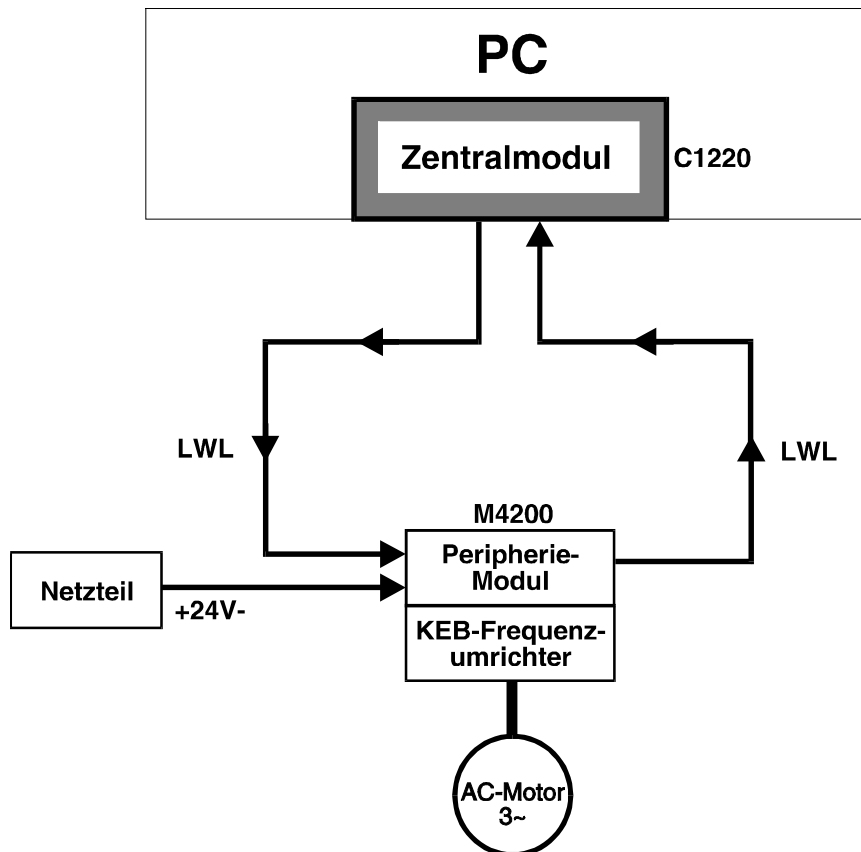 PC
Zentralmodul
C1220
LWL
LWL
M4200
Peripherie-
Modul
Netzteil
+24V-
KEB-Frequenz-
umrichter
AC-Motor
3~